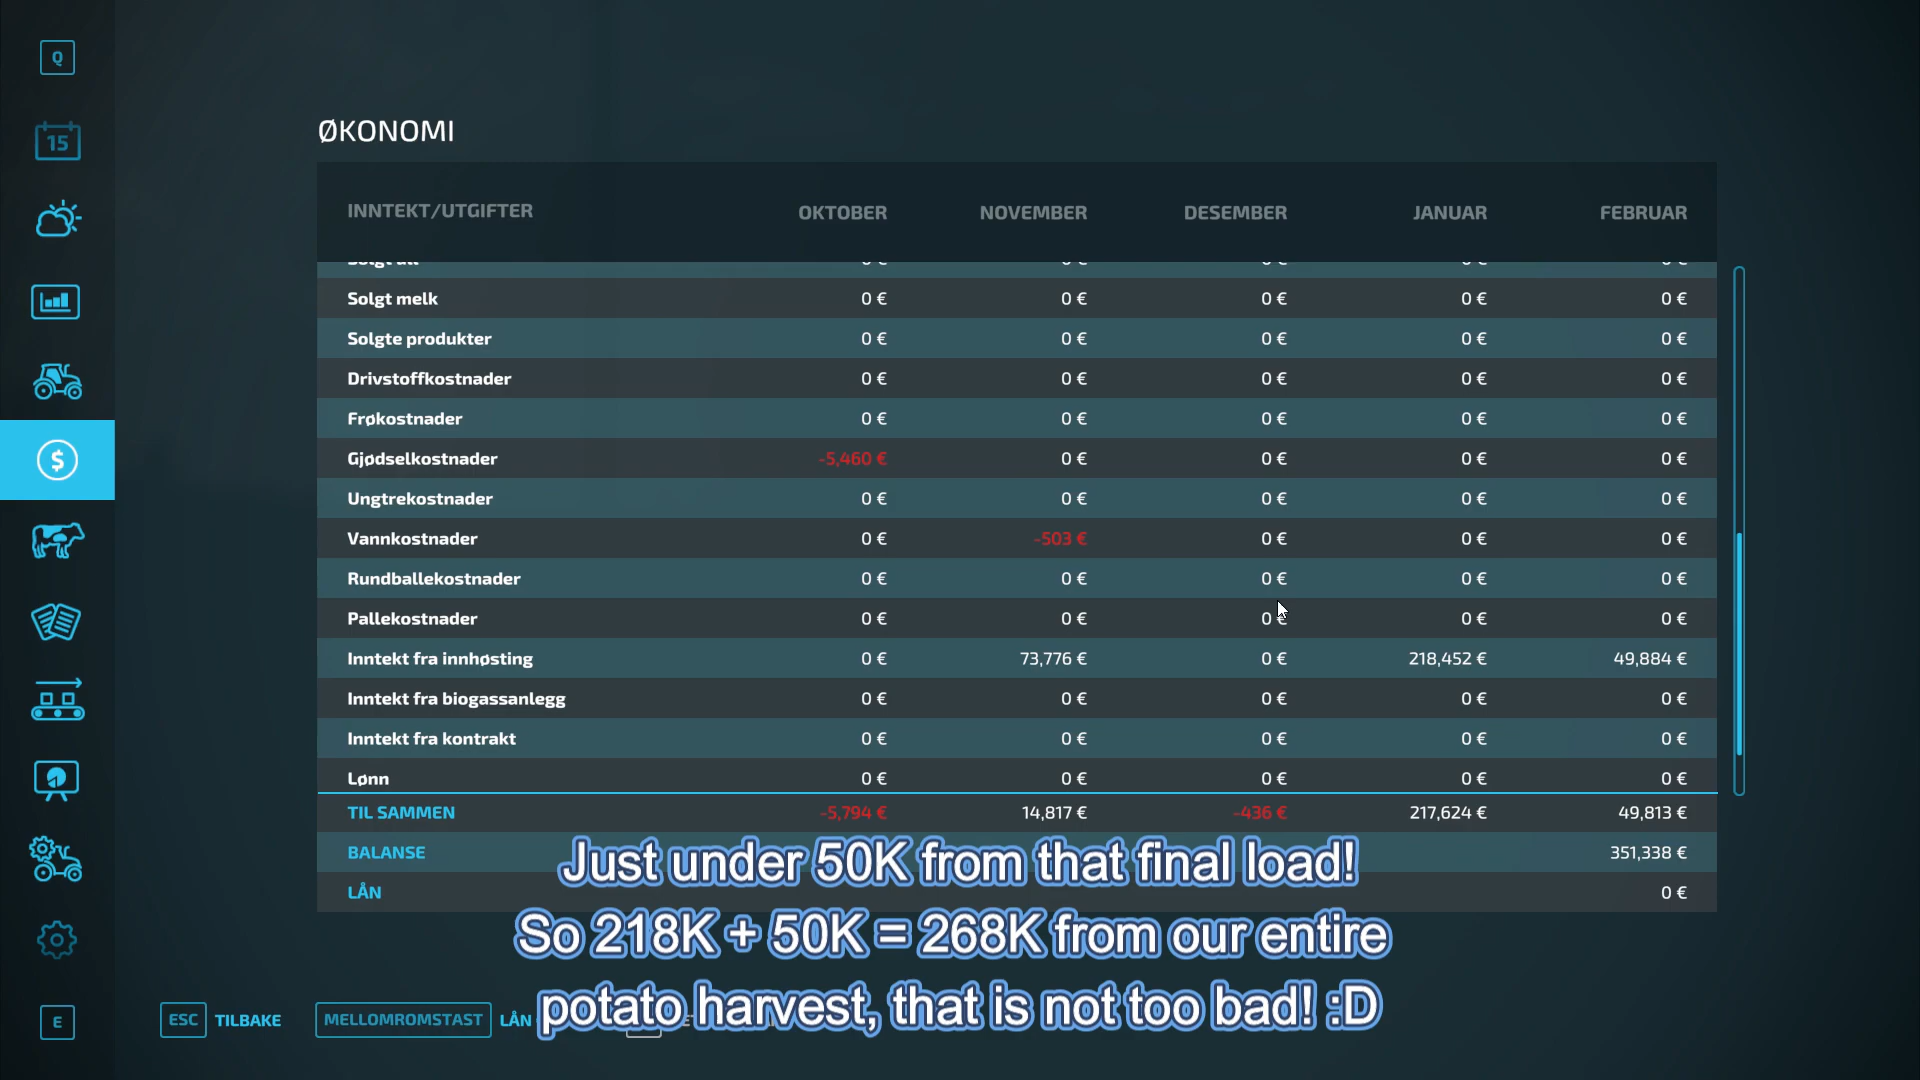 Q
15
ØKONOMI
INNTEKT/UTGIFTER OKTOBER NOVEMBER DESEMBER JANUAR FEBRUAR
Solgt melk 0 € 0 € 0 € 0 € 0 €
Solgte produkter 0 € 0 € 0 € 0 € 0 €
Drivstoffkostnader 0 € 0 € 0 € 0 € 0 €
Frøkostnader 0 € 0 € 0 € 0 € 0 €
Gjødselkostnader -5,460 € 0 € 0 € 0 € 0 €
Ungtrekostnader 0 € 0 € 0 € 0 € 0 €
Vannkostnader 0 € -503 € 0 € 0 € 0 €
Rundballekostnader 0 € 0 € 0 € 0 € 0 €
Pallekostnader 0 € 0 € 0 € 0 € 0 €
Inntekt fra innhøsting 0 € 73,776 € 0 € 218,452 € 49,884 €
Inntekt fra biogassanlegg 0 € 0 € 0 € 0 € 0 €
Inntekt fra kontrakt 0 € 0 € 0 € 0 € 0 €
Lønn 0 € 0 € 0 € 0 € 0 €
TIL SAMMEN -5,794 € 14,817 € -436 € 217,624 € 49,813 €
BALANSE 351,338 €
LÅN 0 €
Just under 50K from that final load!
So 218K + 50K = 268K from our entire
potato harvest, that is not too bad! :D
E
ESC TILBAKE MELLOMROMSTAST LÅN